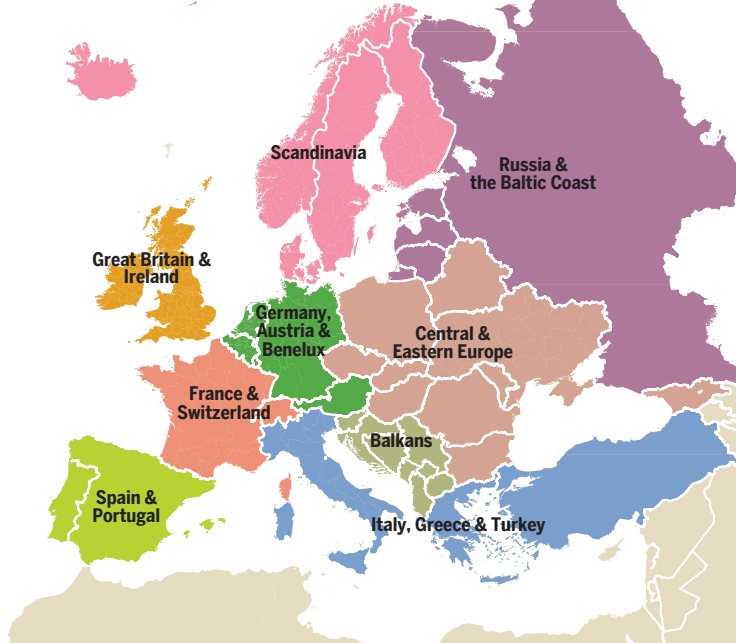 Scandinavia
Russia &
the Baltic Coast
Great Britain &
Ireland
Germany,
Austria &
Benelux
Central &
Eastern Europe
France &
Switzerland
Balkans
Spain &
Portugal
Italy, Greece & Turkey